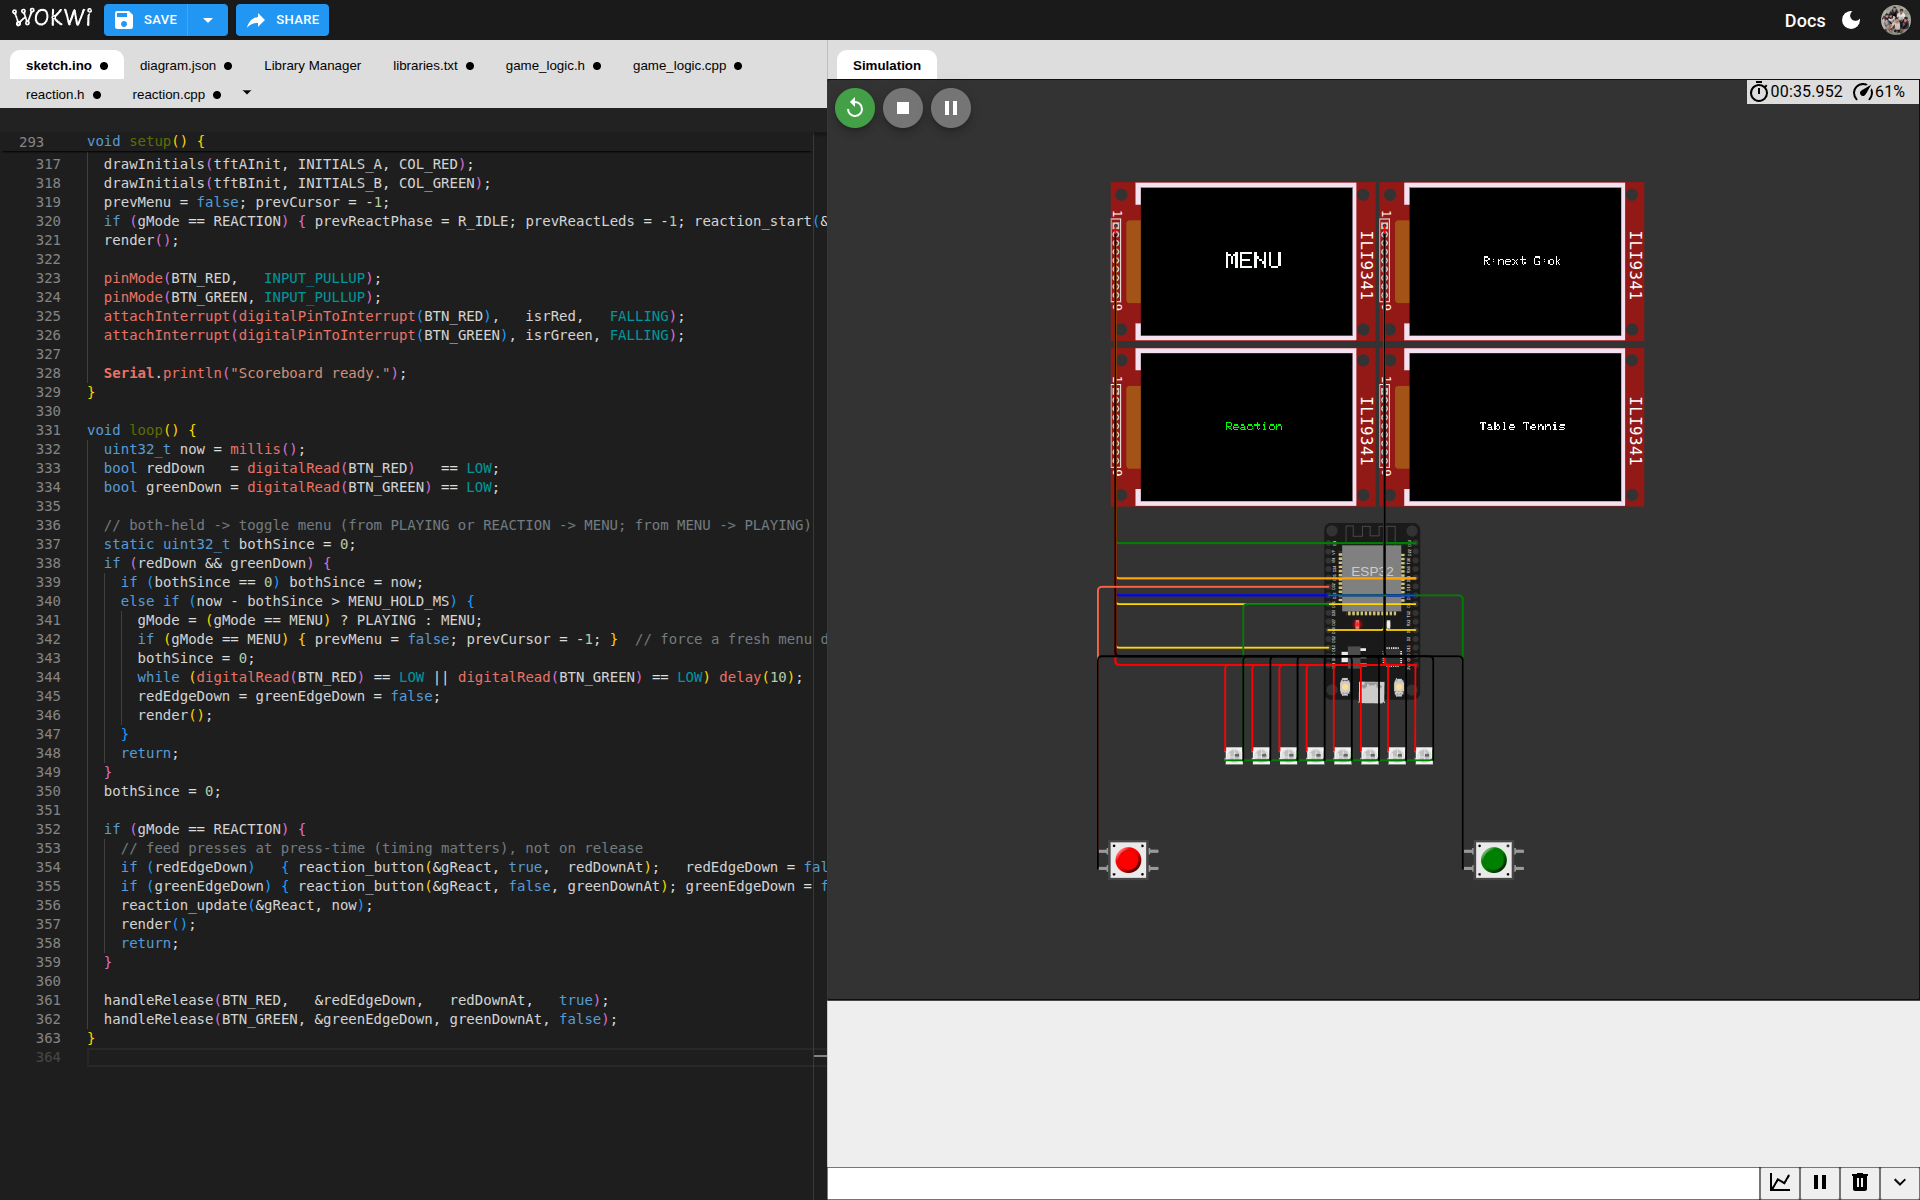 WOKWI
SAVE
SHARE
Docs
sketch.ino
diagram.json
Library Manager
libraries.txt
game_logic.h
game_logic.cpp
reaction.h
reaction.cpp
Simulation
00:35.952
61%
293 void setup() {
317 drawInitials(tftAInit, INITIALS_A, COL_RED);
318 drawInitials(tftBInit, INITIALS_B, COL_GREEN);
319 prevMenu = false; prevCursor = -1;
320 if (gMode == REACTION) { prevReactPhase = R_IDLE; prevReactLeds = -1; reaction_start(&
321 render();
322
323 pinMode(BTN_RED,   INPUT_PULLUP);
324 pinMode(BTN_GREEN, INPUT_PULLUP);
325 attachInterrupt(digitalPinToInterrupt(BTN_RED),   isrRed,   FALLING);
326 attachInterrupt(digitalPinToInterrupt(BTN_GREEN), isrGreen, FALLING);
327
328 Serial.println("Scoreboard ready.");
329 }
330
331 void loop() {
332 uint32_t now = millis();
333 bool redDown   = digitalRead(BTN_RED)   == LOW;
334 bool greenDown = digitalRead(BTN_GREEN) == LOW;
335
336 // both-held -> toggle menu (from PLAYING or REACTION -> MENU; from MENU -> PLAYING)
337 static uint32_t bothSince = 0;
338 if (redDown && greenDown) {
339 if (bothSince == 0) bothSince = now;
340 else if (now - bothSince > MENU_HOLD_MS) {
341 gMode = (gMode == MENU) ? PLAYING : MENU;
342 if (gMode == MENU) { prevMenu = false; prevCursor = -1; }  // force a fresh menu d
343 bothSince = 0;
344 while (digitalRead(BTN_RED) == LOW || digitalRead(BTN_GREEN) == LOW) delay(10);
345 redEdgeDown = greenEdgeDown = false;
346 render();
347 }
348 return;
349 }
350 bothSince = 0;
351
352 if (gMode == REACTION) {
353 // feed presses at press-time (timing matters), not on release
354 if (redEdgeDown)   { reaction_button(&gReact, true,  redDownAt);   redEdgeDown = fal
355 if (greenEdgeDown) { reaction_button(&gReact, false, greenDownAt); greenEdgeDown = f
356 reaction_update(&gReact, now);
357 render();
358 return;
359 }
360
361 handleRelease(BTN_RED,   &redEdgeDown,   redDownAt,   true);
362 handleRelease(BTN_GREEN, &greenEdgeDown, greenDownAt, false);
363 }
364
MENU
ILI9341
R:next G:ok
ILI9341
Reaction
ILI9341
Table Tennis
ILI9341
ESP32